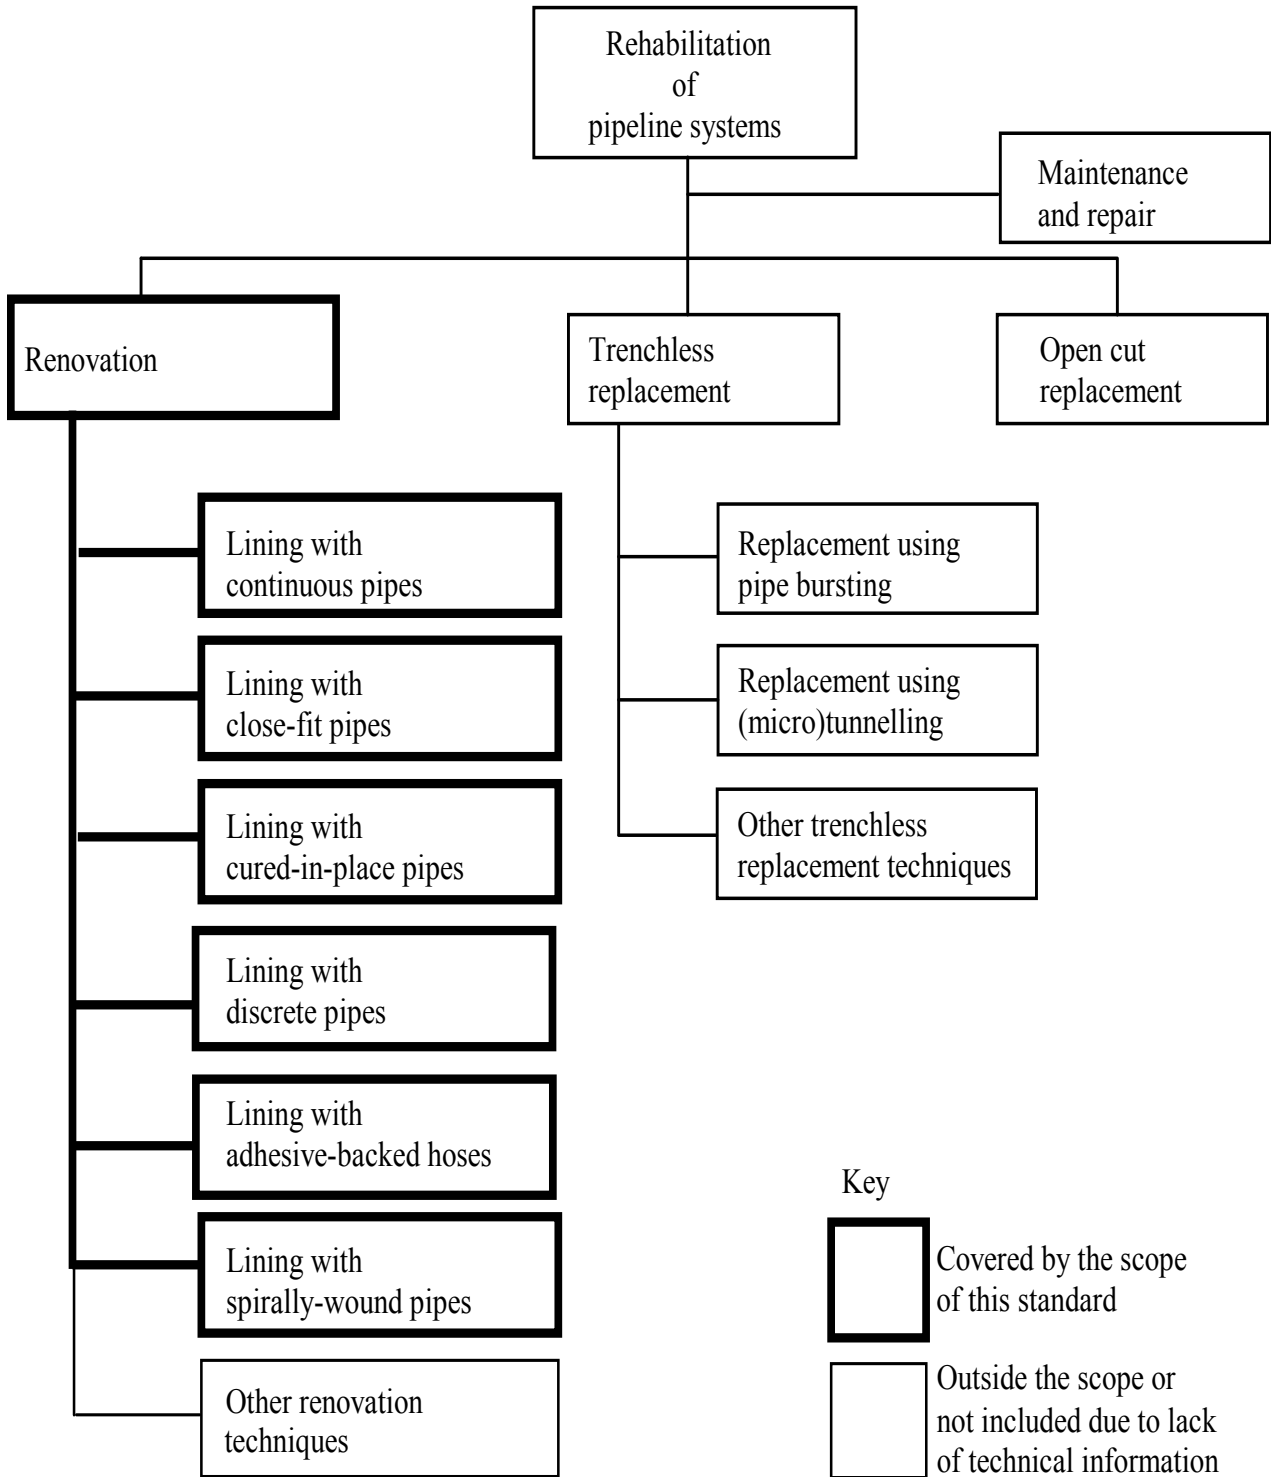 Rehabilitation
of
pipeline systems
Maintenance
and repair
Renovation
Trenchless
replacement
Open cut
replacement
Lining with
continuous pipes
Lining with
close-fit pipes
Lining with
cured-in-place pipes
Lining with
discrete pipes
Lining with
adhesive-backed hoses
Lining with
spirally-wound pipes
Other renovation
techniques
Replacement using
pipe bursting
Replacement using
(micro)tunnelling
Other trenchless
replacement techniques
Key
Covered by the scope
of this standard
Outside the scope or
not included due to lack
of technical information